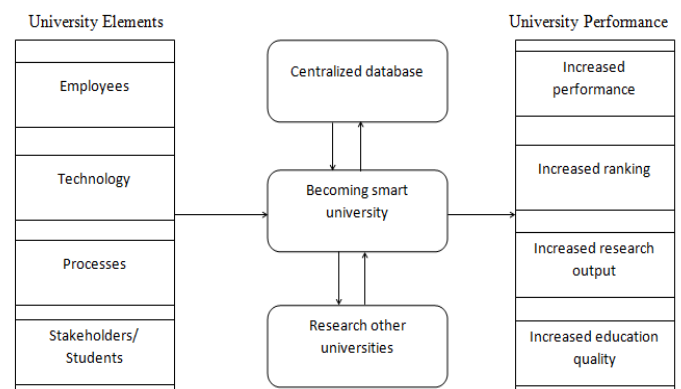 University Elements
Employees
Technology
Processes
Stakeholders/
Students
Centralized database
Becoming smart
university
Research other
universities
University Performance
Increased
performance
Increased ranking
Increased research
output
Increased education
quality